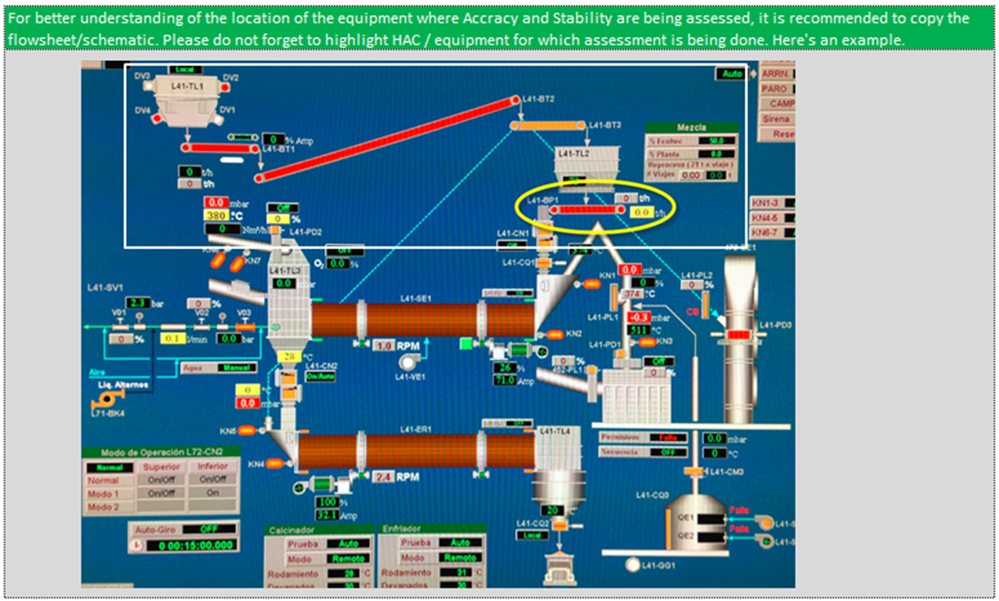 For better understanding of the location of the equipment where Accracy and Stability are being assessed, it is recommended to copy the
flowsheet/schematic. Please do not forget to highlight HAC / equipment for which assessment is being done. Here's an example.
Local
DV3
L41-TL1
DV2
Auto
ARRN.
PARO
DV4
DV1
L41-BT2
CAMP
Sirena
Rese
L41-BT3
Mezcla
0 % Amp
L41-BT1
% Ecoltec 50.0
L41-TL2
% Planta 0.0
Reproceso (21 t x viaje)
# Viajes 0.00 0.0 t
0 t/h
0 t/h
L41-BP1
0 t/h
0.0 t/h
KN1-3
KN4-5
KN6-7
0.0 mbar
380 °C
0 Nm³/h
Off
0 %
L41-PD2
L41-CN1
KN7
OFF
O₂ 0.0 %
L41-CQ1
374 °C
L41-TL3
0.0
KN1
0.0 mbar
0 %
374 °C
L41-PL2
0 %
L41-SV1
2.3 bar
0 %
L41-SE1
L41-PL1
-0.3 mbar
511 °C
CB
L41-PD3
V01
V02
V03
0 %
0.1 l/min
0.0 bar
KN2
L41-PD1
KN3
1.0 RPM
28 °C
Aire
Agua Manual
L41-CN2
On/Auto
L41-VE1
26 %
71.0 Amp
0 %
452-PL1
Off
0 %
Liq. Alternos
L71-BK4
0 °C
0.0 mbar
KN5
L41-ER1
L41-TL4
Permisivos Falla
Secuencia OFF
0.0 mbar
0 °C
Modo de Operación L72-CN2
Normal Superior Inferior
Normal On/Off On/Off
Modo 1 On/Off On
Modo 2
KN4
2.4 RPM
L41-CM3
100 %
32.1 Amp
20
L41-CQ3
L41-CQ2
Local
QE1
QE2
Falla
Falla
Auto-Giro OFF
0 00:15:00.000
Calcinador
Prueba Auto
Modo Remoto
Rodamiento 28 °C
Devanados 30 °C
Enfriador
Prueba Auto
Modo Remoto
Rodamiento 31 °C
Devanados 30 °C
L41-GG1